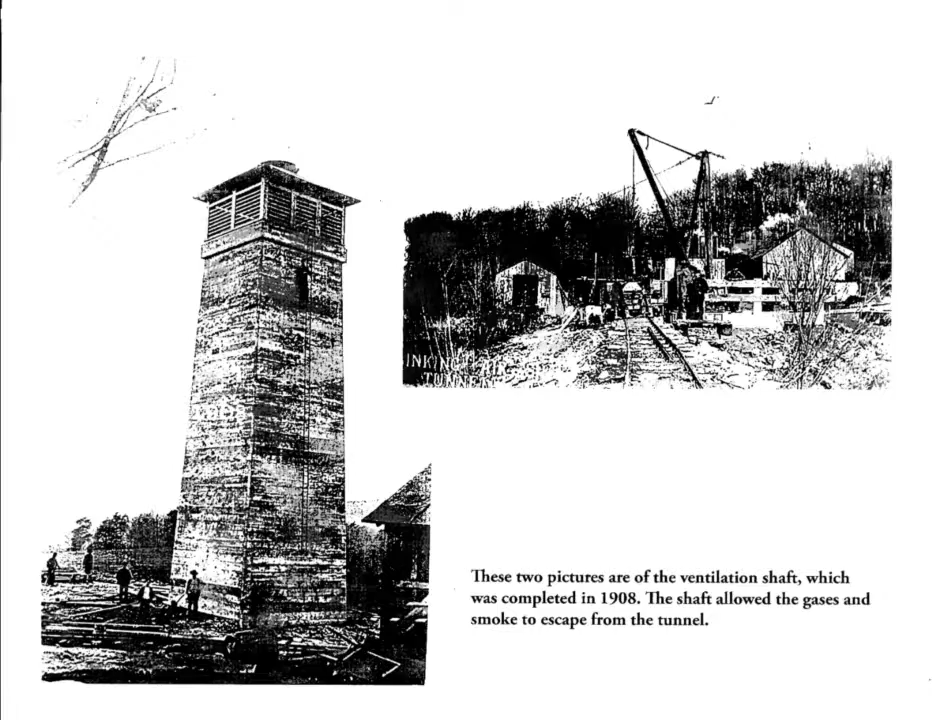 TUNNEL
These two pictures are of the ventilation shaft, which
was completed in 1908. The shaft allowed the gases and
smoke to escape from the tunnel.